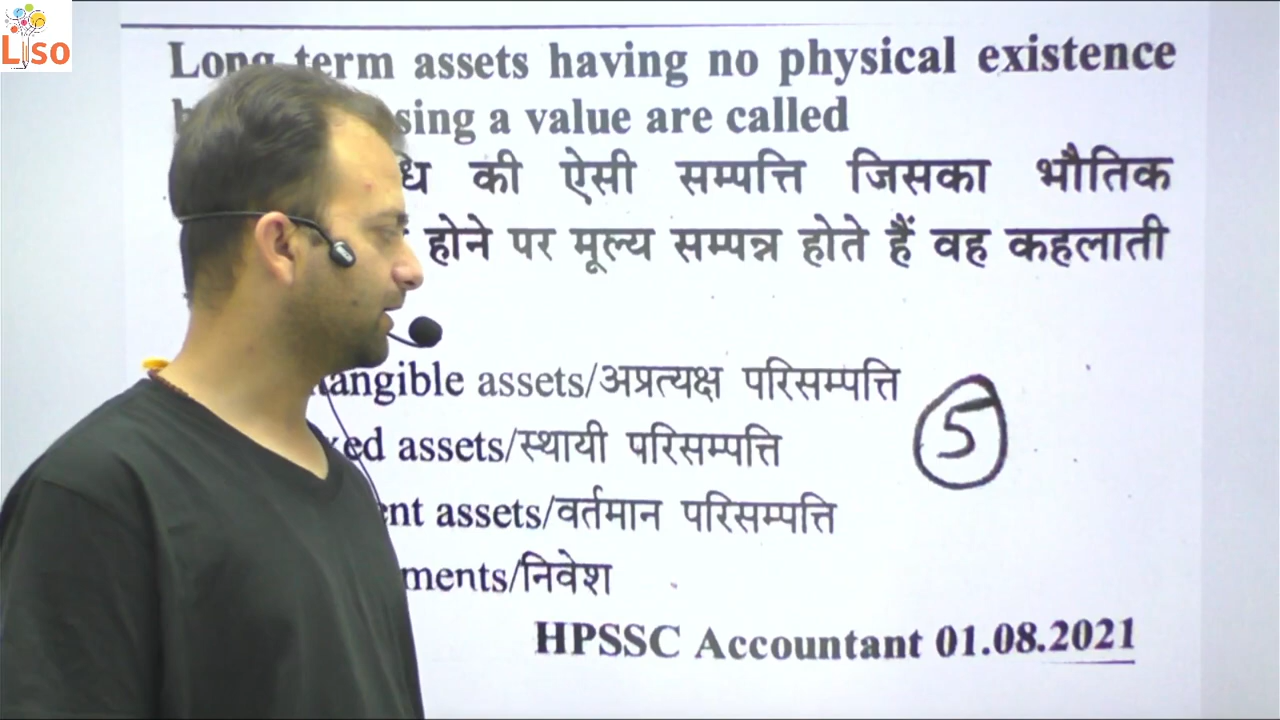 Liso
Long term assets having no physical existence
sing a value are called
ध की ऐसी सम्पत्ति जिसका भौतिक
होने पर मूल्य सम्पन्न होते हैं वह कहलाती
tangible assets/अप्रत्यक्ष परिसम्पत्ति
xed assets/स्थायी परिसम्पत्ति
ent assets/वर्तमान परिसम्पत्ति
ments/निवेश
5
HPSSC Accountant 01.08.2021